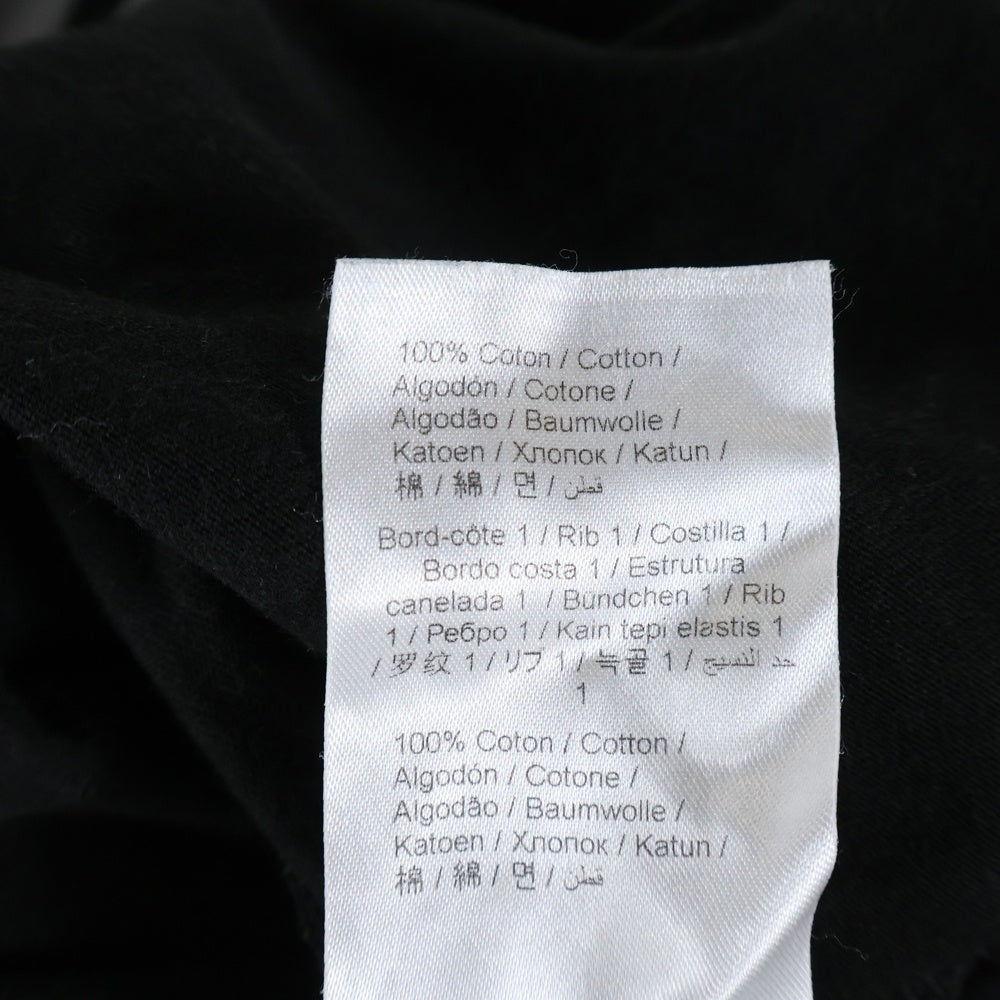 100% Coton / Cotton /
Algodón / Cotone /
Algodão / Baumwolle /
Katoen / Хлопок / Katun /
棉 / 綿 / 면 / قطن
Bord-côte 1 / Rib 1 / Costilla 1 /
Bordo costa 1 / Estrutura
canelada 1 / Bündchen 1 / Rib
1 / Ребро 1 / Kain tepi elastis 1
/ 罗纹 1 / リブ 1 / 늑골 1 / حد النسيج
1
100% Coton / Cotton /
Algodón / Cotone /
Algodão / Baumwolle /
Katoen / Хлопок / Katun /
棉 / 綿 / 면 / قطن